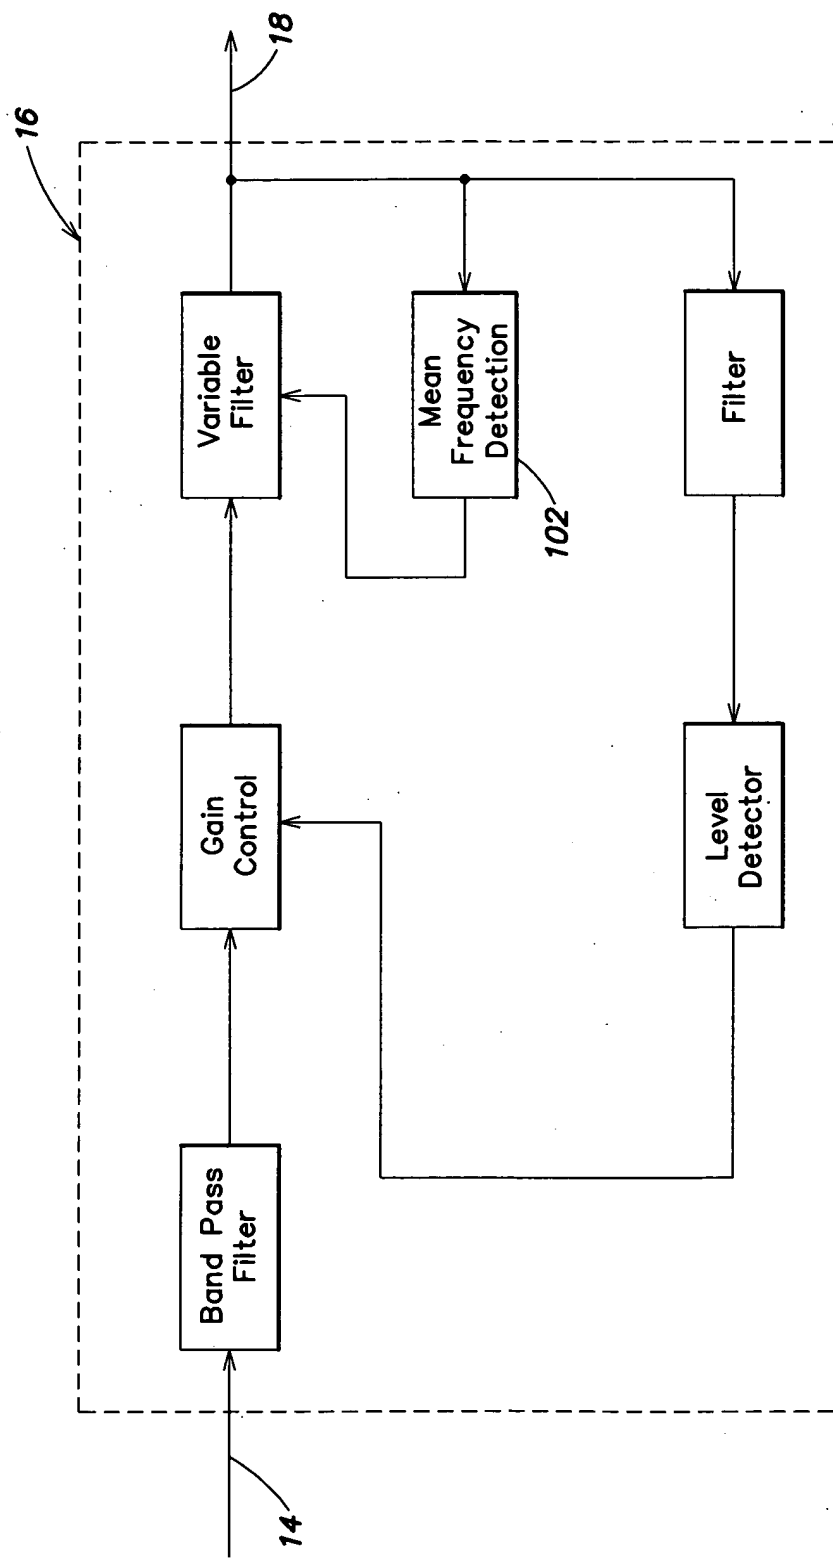 16
14
18
Band Pass
Filter
Gain
Control
Variable
Filter
Mean
Frequency
Detection
102
Level
Detector
Filter